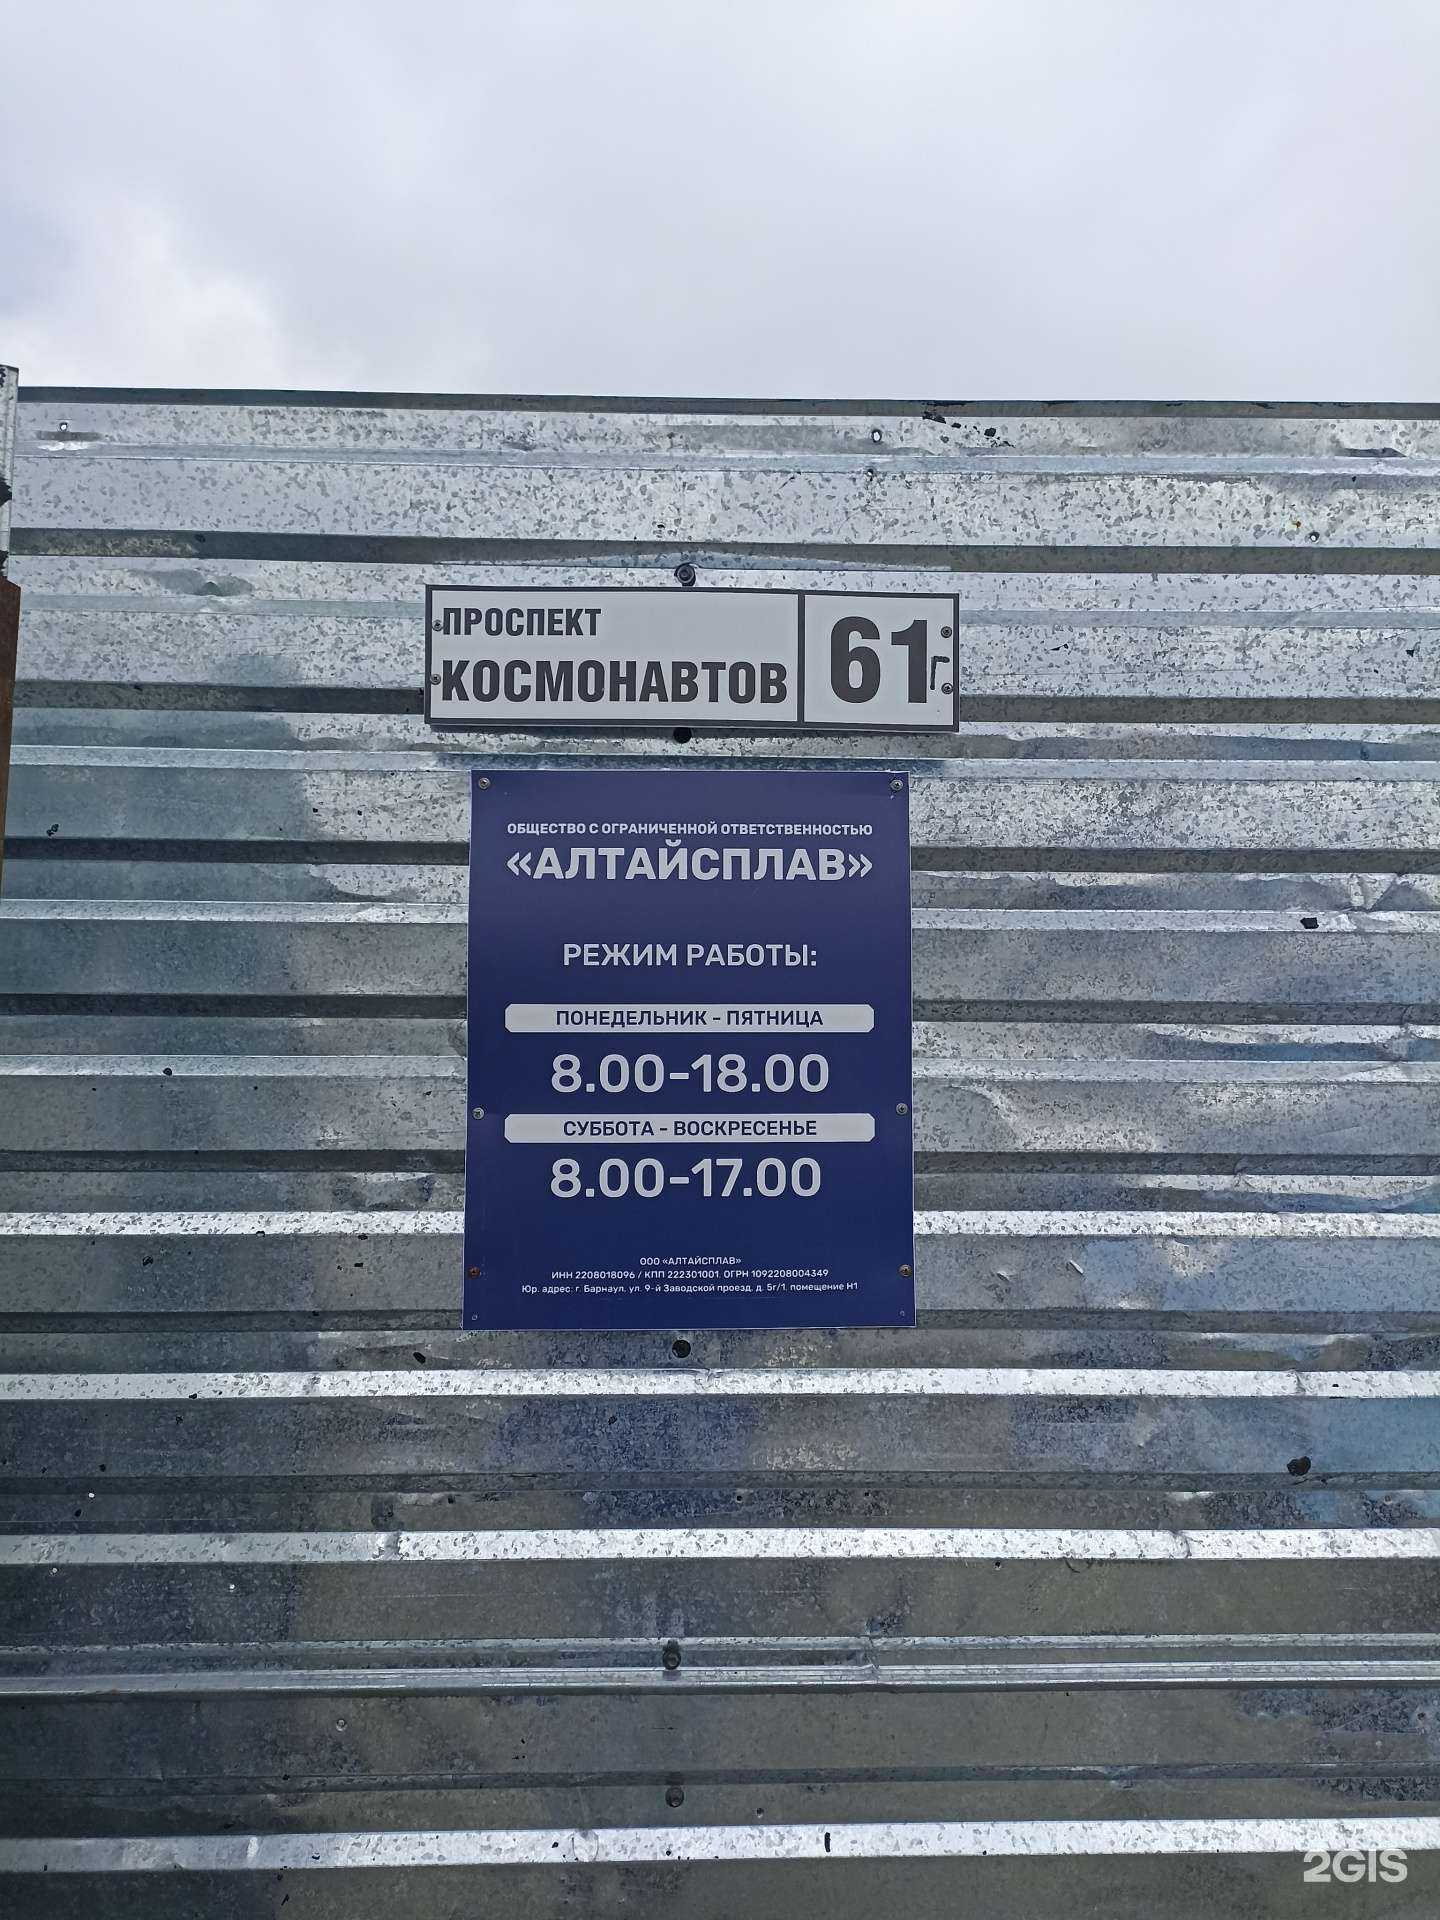 ПРОСПЕКТ
КОСМОНАВТОВ
61г
ОБЩЕСТВО С ОГРАНИЧЕННОЙ ОТВЕТСТВЕННОСТЬЮ
«АЛТАЙСПЛАВ»
РЕЖИМ РАБОТЫ:
ПОНЕДЕЛЬНИК - ПЯТНИЦА
8.00-18.00
СУББОТА - ВОСКРЕСЕНЬЕ
8.00-17.00
ООО «АЛТАЙСПЛАВ»
ИНН 2208018096 / КПП 222301001, ОГРН 1092208004349
Юр. адрес: г. Барнаул, ул. 9-й Заводской проезд, д. 5г/1, помещение Н1
2GIS